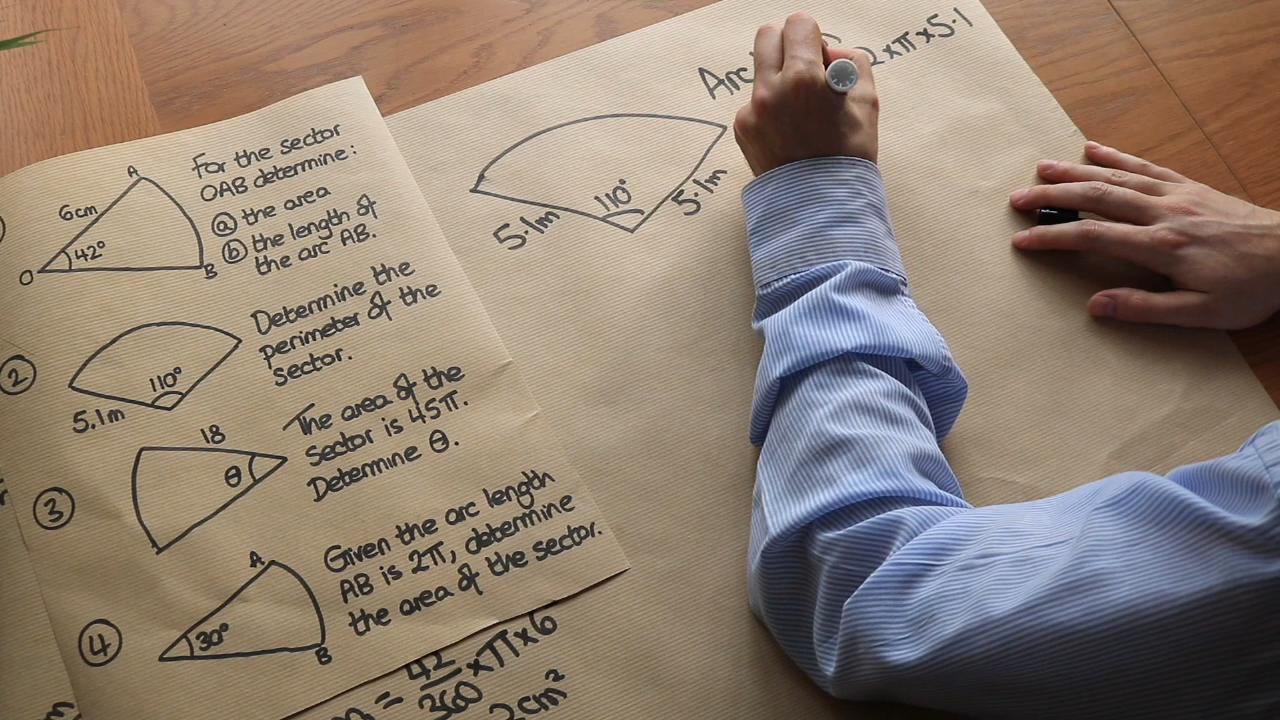 A
6cm
42°
O
B
For the sector
OAB determine:
ⓐ the area
ⓑ the length of
the arc AB.
②
110°
5.1m
Determine the
perimeter of the
sector.
③
18
θ
The area of the
sector is 45π.
Determine θ.
④
A
30°
B
Given the arc length
AB is 2π, determine
the area of the sector.
= 42/360 × π × 6
2cm²
Arc
2 × π × 5·1
110°
5·1m
5·1m